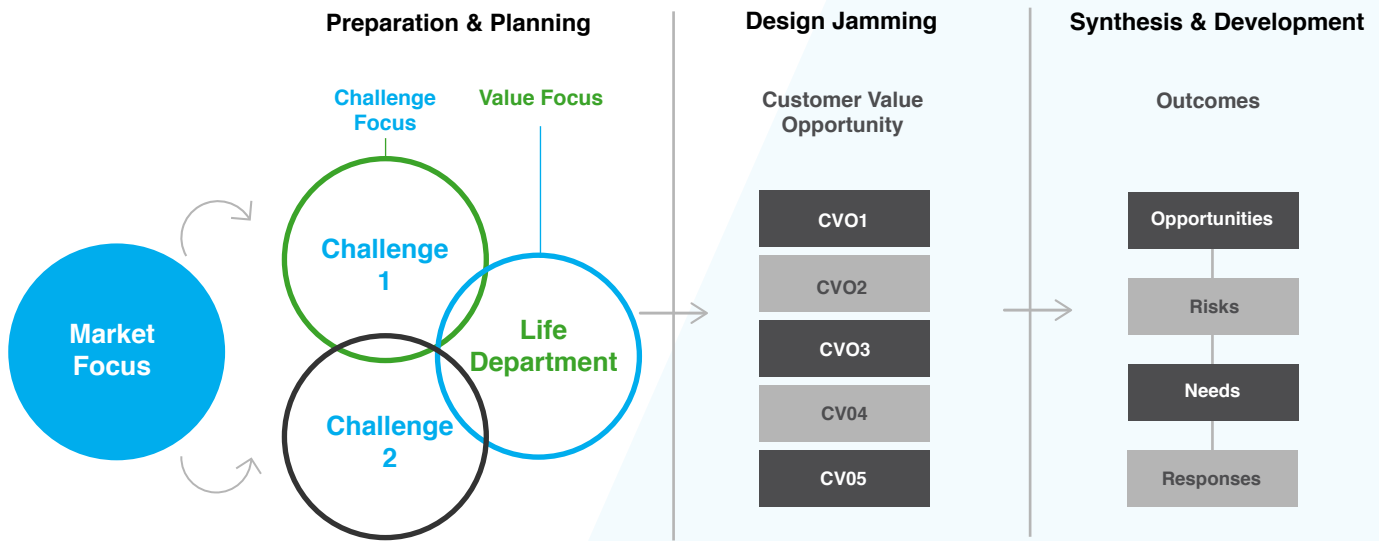 Preparation & Planning
Design Jamming
Synthesis & Development
Challenge
Focus
Value Focus
Customer Value
Opportunity
Outcomes
Market
Focus
Challenge
1
Life
Department
Challenge
2
CVO1
CVO2
CVO3
CV04
CV05
Opportunities
Risks
Needs
Responses